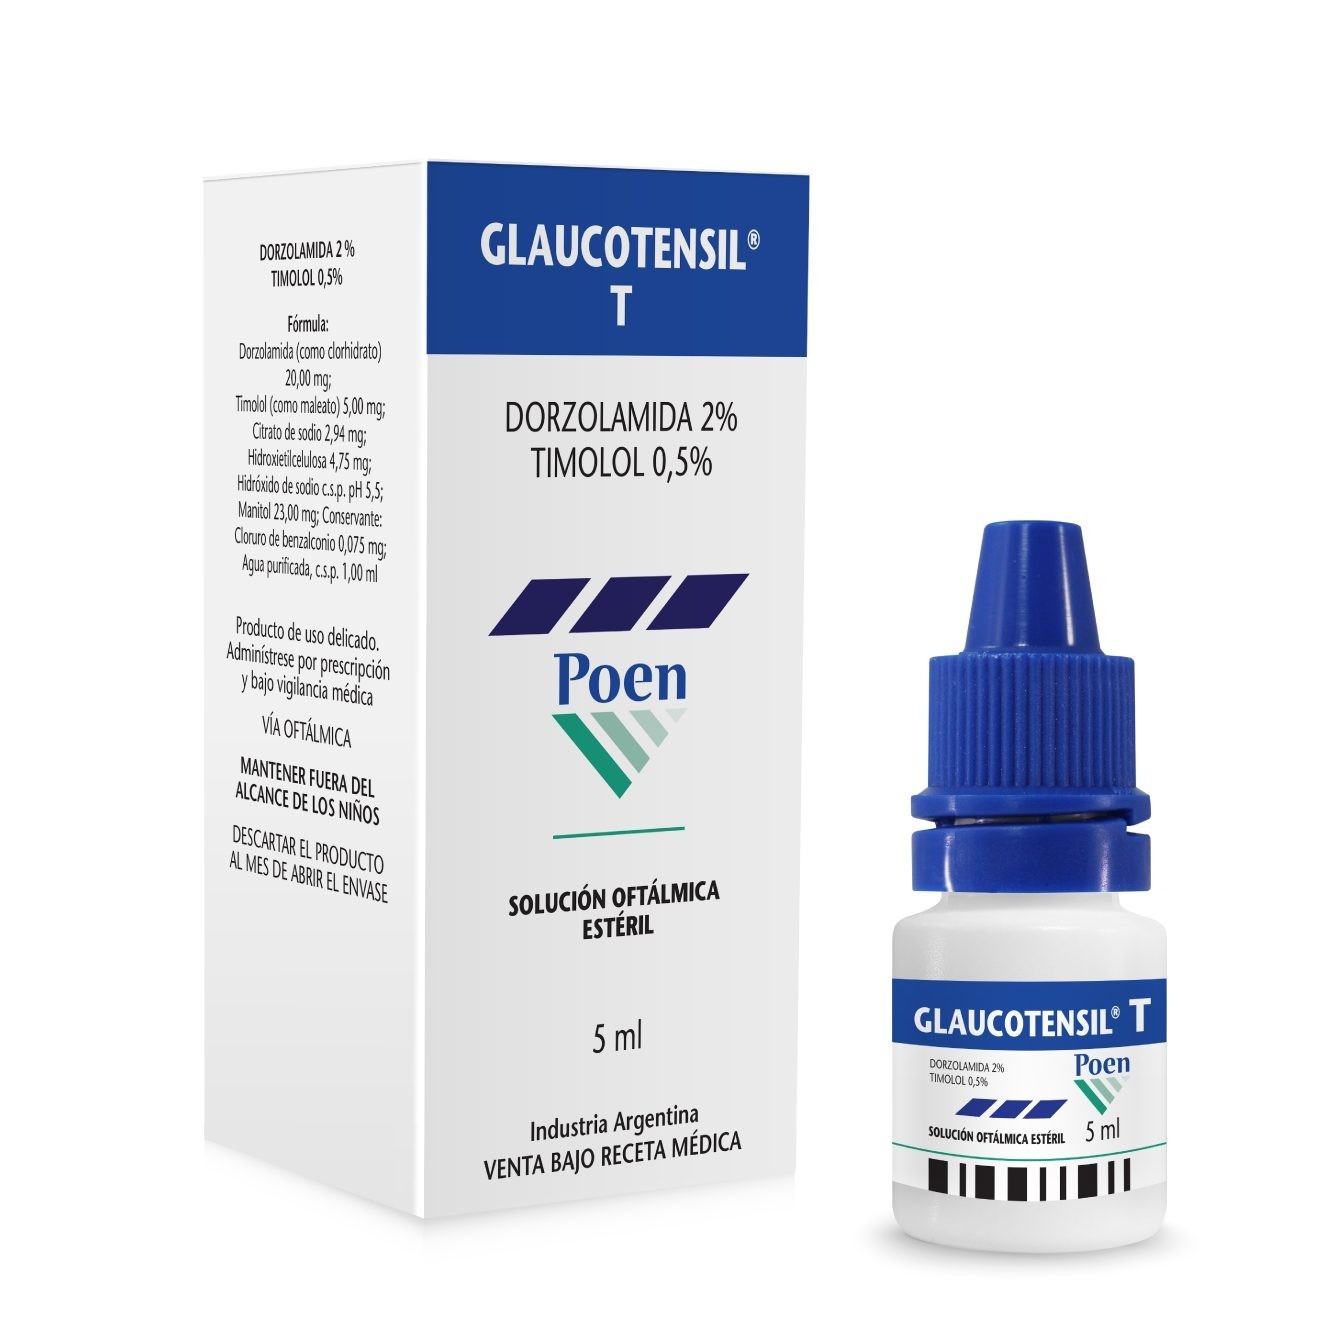 DORZOLAMIDA 2%
TIMOLOL 0,5%
Fórmula:
Dorzolamida (como clorhidrato)
20,00 mg;
Timolol (como maleato) 5,00 mg;
Citrato de sodio 2,94 mg;
Hidroxietilcelulosa 4,75 mg;
Hidróxido de sodio c.s.p. pH 5,5;
Manitol 23,00 mg; Conservante:
Cloruro de benzalconio 0,075 mg;
Agua purificada, c.s.p. 1,00 ml
Producto de uso delicado.
Adminístrese por prescripción
y bajo vigilancia médica
VÍA OFTÁLMICA
MANTENER FUERA DEL
ALCANCE DE LOS NIÑOS
DESCARTAR EL PRODUCTO
AL MES DE ABRIR EL ENVASE
GLAUCOTENSIL®
T
DORZOLAMIDA 2%
TIMOLOL 0,5%
Poen
SOLUCIÓN OFTÁLMICA
ESTÉRIL
5 ml
Industria Argentina
VENTA BAJO RECETA MÉDICA
GLAUCOTENSIL® T
DORZOLAMIDA 2%
TIMOLOL 0,5%
Poen
SOLUCIÓN OFTÁLMICA ESTÉRIL 5 ml